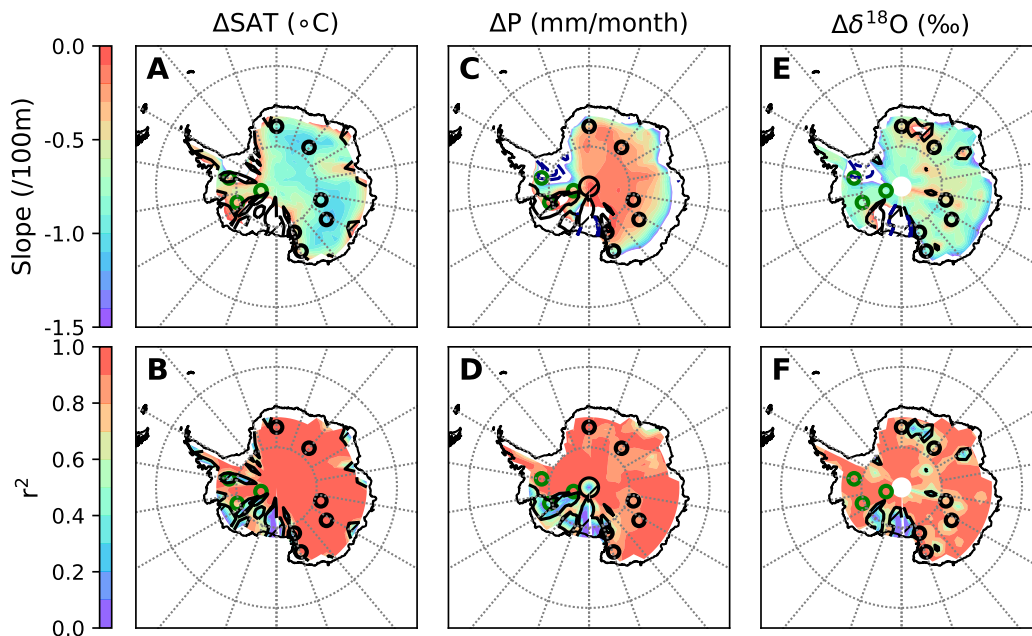 ΔSAT (∘C)
ΔP (mm/month)
Δδ¹⁸O (‰)
Slope (/100m)
0.0
-0.5
-1.0
-1.5
A
C
E
r²
1.0
0.8
0.6
0.4
0.2
0.0
B
D
F